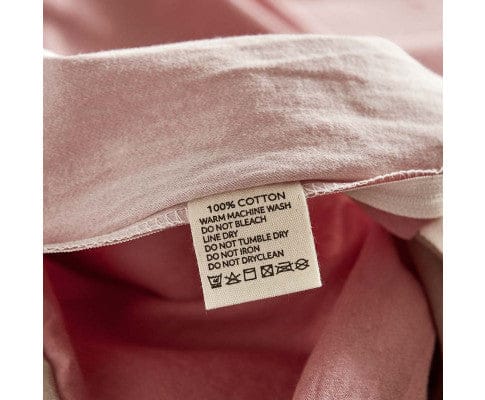 100% COTTON
WARM MACHINE WASH
DO NOT BLEACH
LINE DRY
DO NOT TUMBLE DRY
DO NOT IRON
DO NOT DRYCLEAN